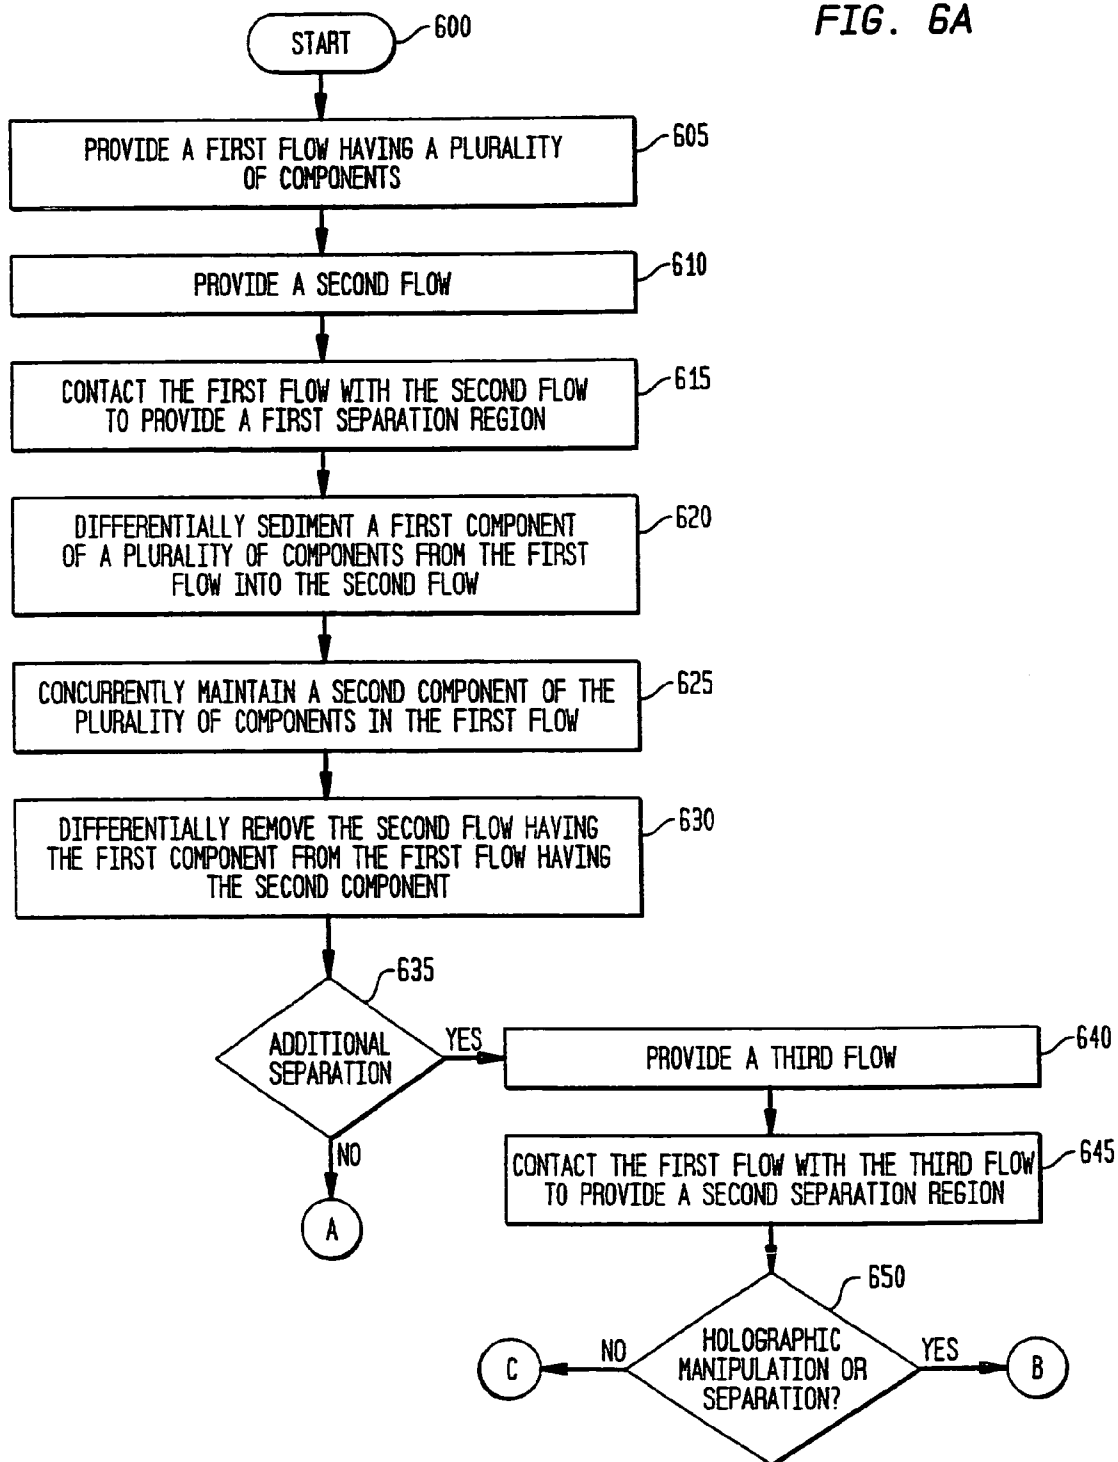 FIG. 6A
START
600
PROVIDE A FIRST FLOW HAVING A PLURALITY
OF COMPONENTS
605
PROVIDE A SECOND FLOW
610
CONTACT THE FIRST FLOW WITH THE SECOND FLOW
TO PROVIDE A FIRST SEPARATION REGION
615
DIFFERENTIALLY SEDIMENT A FIRST COMPONENT
OF A PLURALITY OF COMPONENTS FROM THE FIRST
FLOW INTO THE SECOND FLOW
620
CONCURRENTLY MAINTAIN A SECOND COMPONENT OF THE
PLURALITY OF COMPONENTS IN THE FIRST FLOW
625
DIFFERENTIALLY REMOVE THE SECOND FLOW HAVING
THE FIRST COMPONENT FROM THE FIRST FLOW HAVING
THE SECOND COMPONENT
630
635
ADDITIONAL
SEPARATION
YES
NO
A
PROVIDE A THIRD FLOW
640
CONTACT THE FIRST FLOW WITH THE THIRD FLOW
TO PROVIDE A SECOND SEPARATION REGION
645
650
HOLOGRAPHIC
MANIPULATION OR
SEPARATION?
NO
C
YES
B